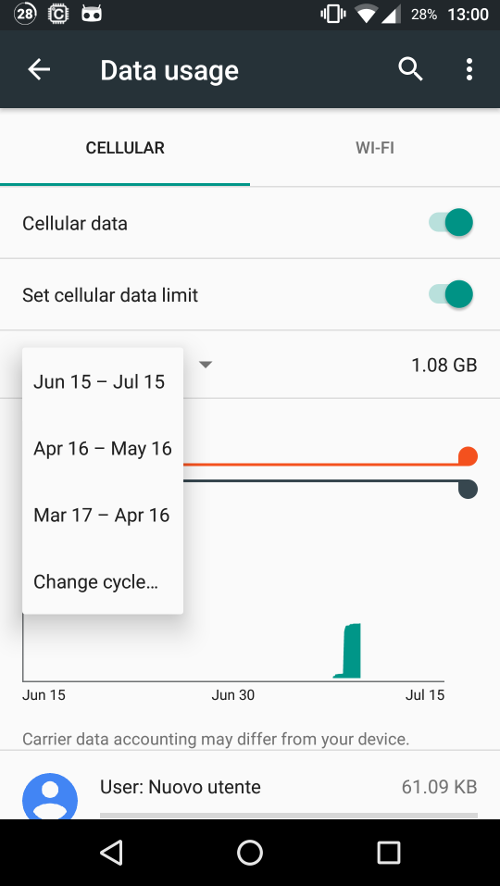 28 28% 13:00
Data usage
CELLULAR WI-FI
Cellular data
Set cellular data limit
1.08 GB
Jun 15 – Jul 15
Apr 16 – May 16
Mar 17 – Apr 16
Change cycle...
Jun 15 Jun 30 Jul 15
Carrier data accounting may differ from your device.
User: Nuovo utente 61.09 KB